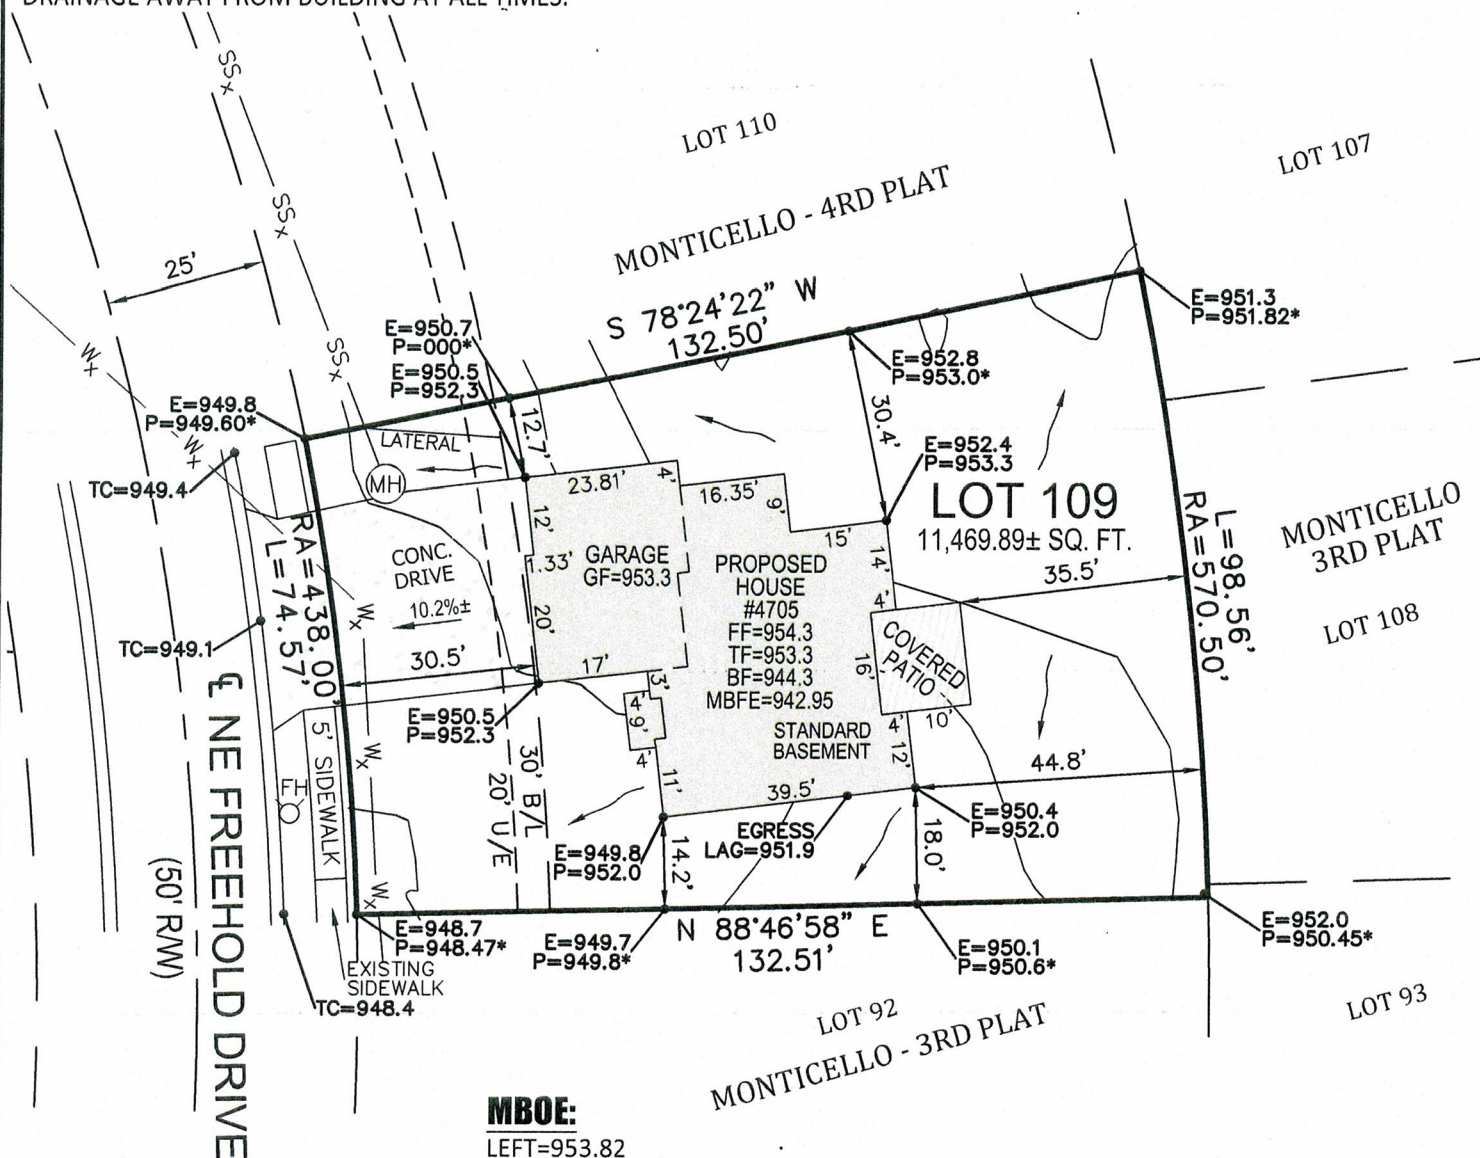 DRAINAGE AWAY FROM BUILDING AT ALL TIMES.
SSx
SSx
SSx
LOT 110
LOT 107
MONTICELLO - 4RD PLAT
25'
S 78°24'22" W
132.50'
E=951.3
P=951.82*
E=950.7
P=000*
E=950.5
P=952.3
E=952.8
P=953.0*
Wx
E=949.8
P=949.60*
Wx
LATERAL
12.7'
30.4'
E=952.4
P=953.3
TC=949.4
MH
23.81'
4'
16.35'
9'
LOT 109
11,469.89± SQ. FT.
MONTICELLO
3RD PLAT
RA=438.00'
L=74.57'
12'
15'
14'
L=98.56'
RA=570.50'
CONC.
DRIVE
10.2%±
1.33'
GARAGE
GF=953.3
PROPOSED
HOUSE
#4705
FF=954.3
TF=953.3
BF=944.3
MBFE=942.95
STANDARD
BASEMENT
35.5'
4'
Wx
20'
LOT 108
TC=949.1
30.5'
17'
COVERED
PATIO
16'
3'
4'
9'
4'
10'
4'
12'
E=950.5
P=952.3
℄ NE FREEHOLD DRIVE
(50' R/W)
5' SIDEWALK
Wx
30' B/L
20' U/E
11'
39.5'
44.8'
FH
EGRESS
LAG=951.9
E=950.4
P=952.0
E=949.8
P=952.0
14.2'
18.0'
Wx
E=948.7
P=948.47*
E=949.7
P=949.8*
N 88°46'58" E
132.51'
E=950.1
P=950.6*
E=952.0
P=950.45*
EXISTING
SIDEWALK
TC=948.4
LOT 92
MONTICELLO - 3RD PLAT
LOT 93
MBOE:
LEFT=953.82